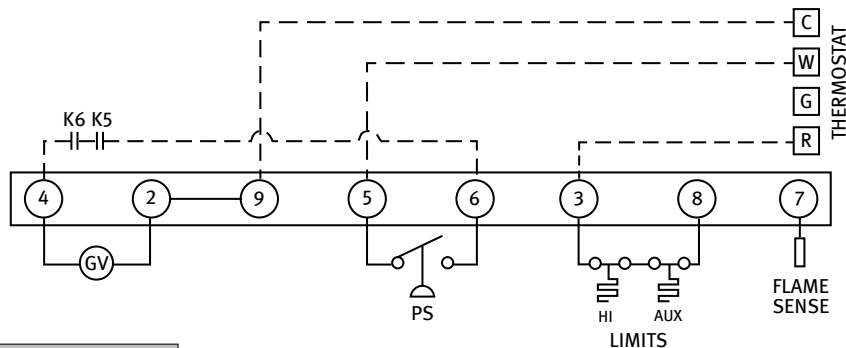 C
W
G
R
THERMOSTAT
K6 K5
4 2 9 5 6 3 8 7
GV
PS
HI AUX
LIMITS
FLAME
SENSE